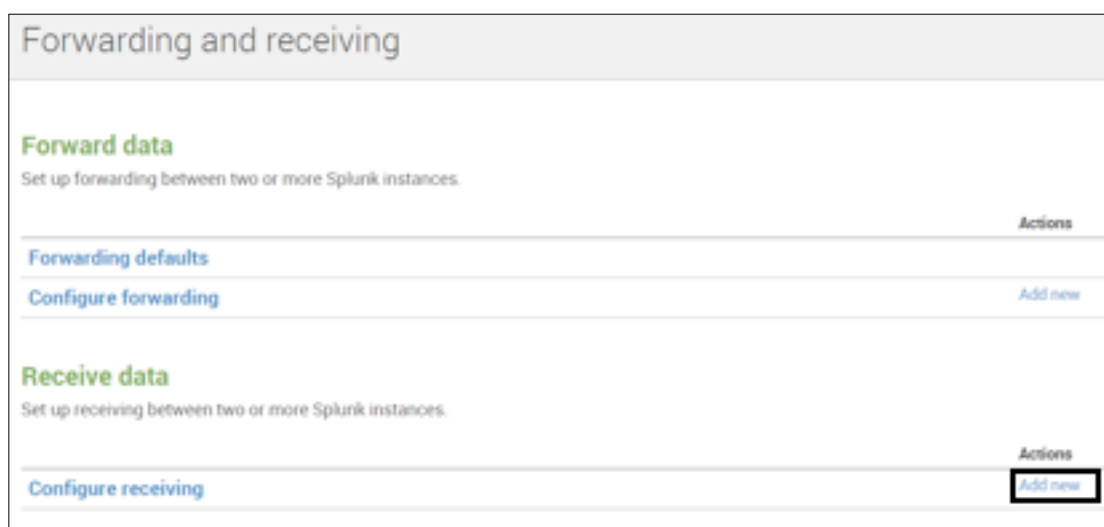 Forwarding and receiving
Forward data
Set up forwarding between two or more Splunk instances.
Actions
Forwarding defaults
Configure forwarding Add new
Receive data
Set up receiving between two or more Splunk instances.
Actions
Configure receiving Add new